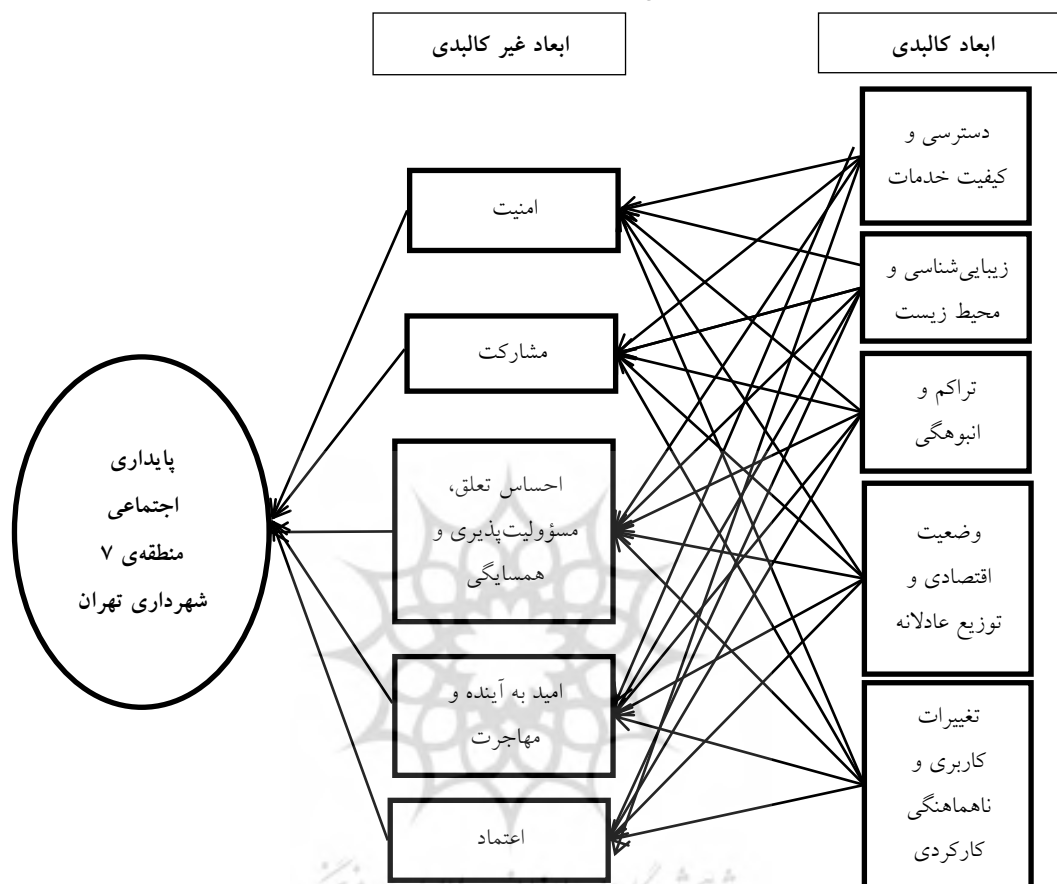 ابعاد کالبدی
ابعاد غیر کالبدی
دسترسی و
کیفیت خدمات
زیبایی‌شناسی و
محیط زیست
تراکم و
انبوهگی
وضعیت
اقتصادی و
توزیع عادلانه
تغییرات
کاربری و
ناهماهنگی
کارکردی
امنیت
مشارکت
احساس تعلق،
مسؤولیت‌پذیری و
همسایگی
امید به آینده و
مهاجرت
اعتماد
پایداری
اجتماعی
منطقه‌ی ۷
شهرداری تهران